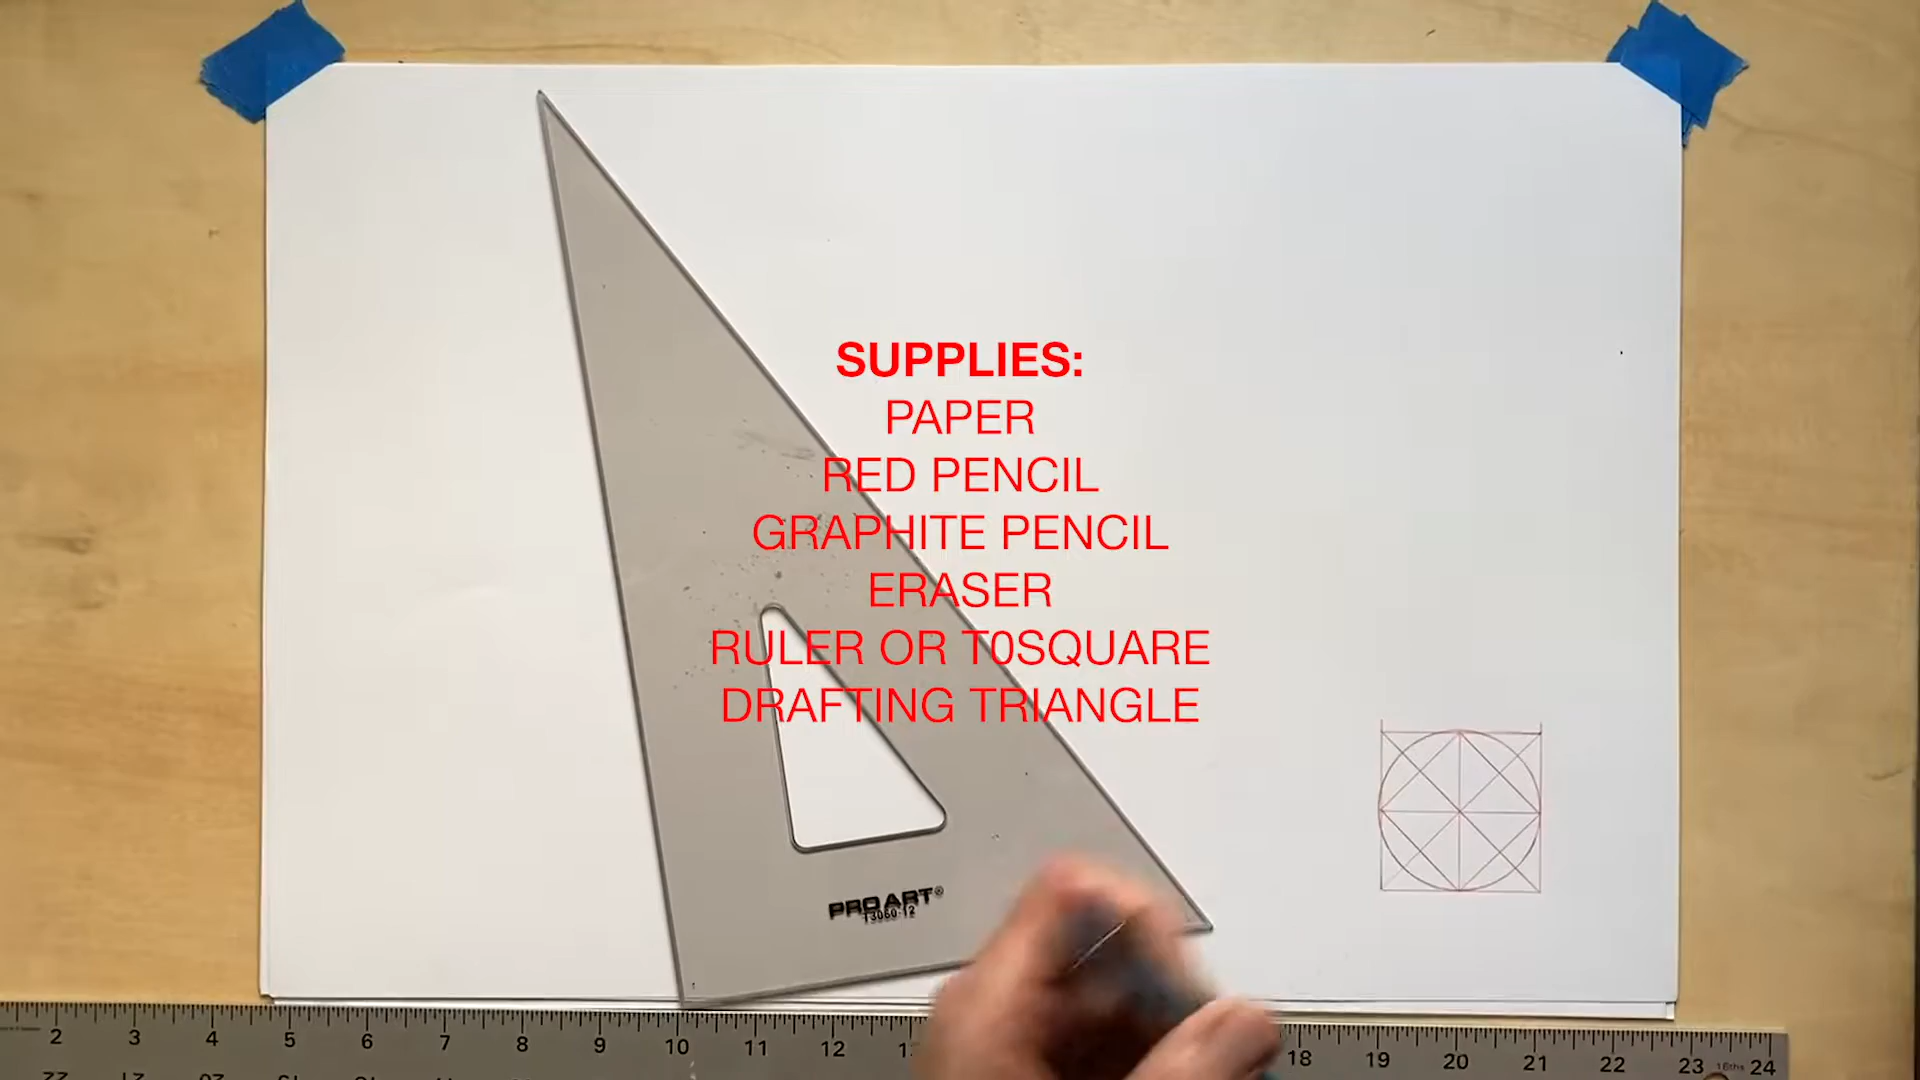 SUPPLIES:
PAPER
RED PENCIL
GRAPHITE PENCIL
ERASER
RULER OR T0SQUARE
DRAFTING TRIANGLE
PRO ART®
T3060-12
2 3 4 5 6 7 8 9 10 11 12 18 19 20 21 22 23 16ths 24